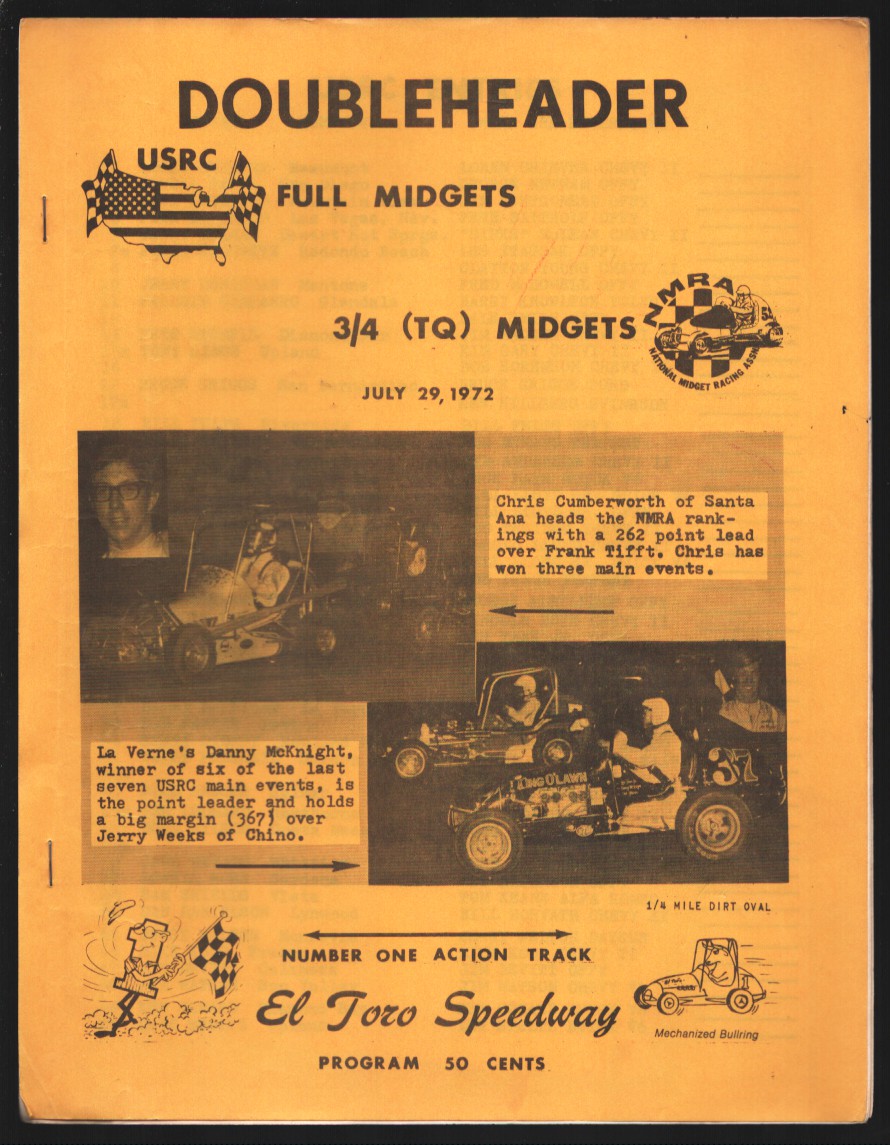 DOUBLEHEADER
USRC
FULL MIDGETS
NMRA
3/4 (TQ) MIDGETS
NATIONAL MIDGET RACING ASSN
JULY 29, 1972
Chris Cumberworth of Santa
Ana heads the NMRA rank-
ings with a 262 point lead
over Frank Tifft. Chris has
won three main events.
La Verne's Danny McKnight,
winner of six of the last
seven USRC main events, is
the point leader and holds
a big margin (367) over
Jerry Weeks of Chino.
KING O'LAWN
37
1/4 MILE DIRT OVAL
NUMBER ONE ACTION TRACK
El Toro Speedway
Mechanized Bullring
PROGRAM 50 CENTS